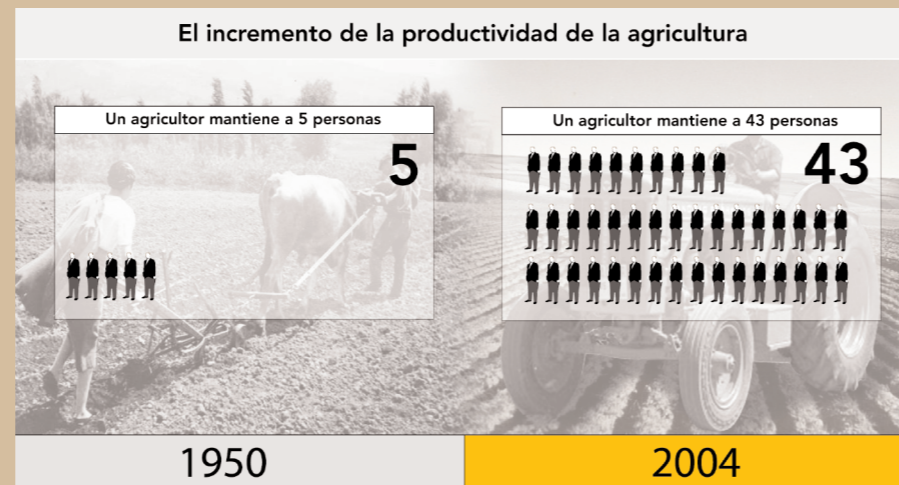 El incremento de la productividad de la agricultura
Un agricultor mantiene a 5 personas
5
Un agricultor mantiene a 43 personas
43
1950
2004